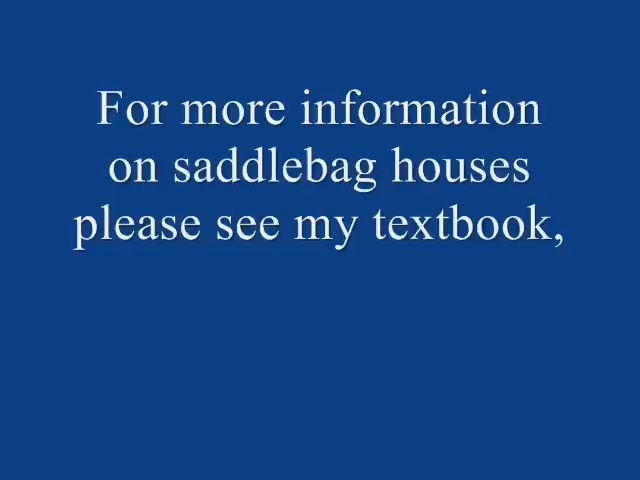 For more information
on saddlebag houses
please see my textbook,